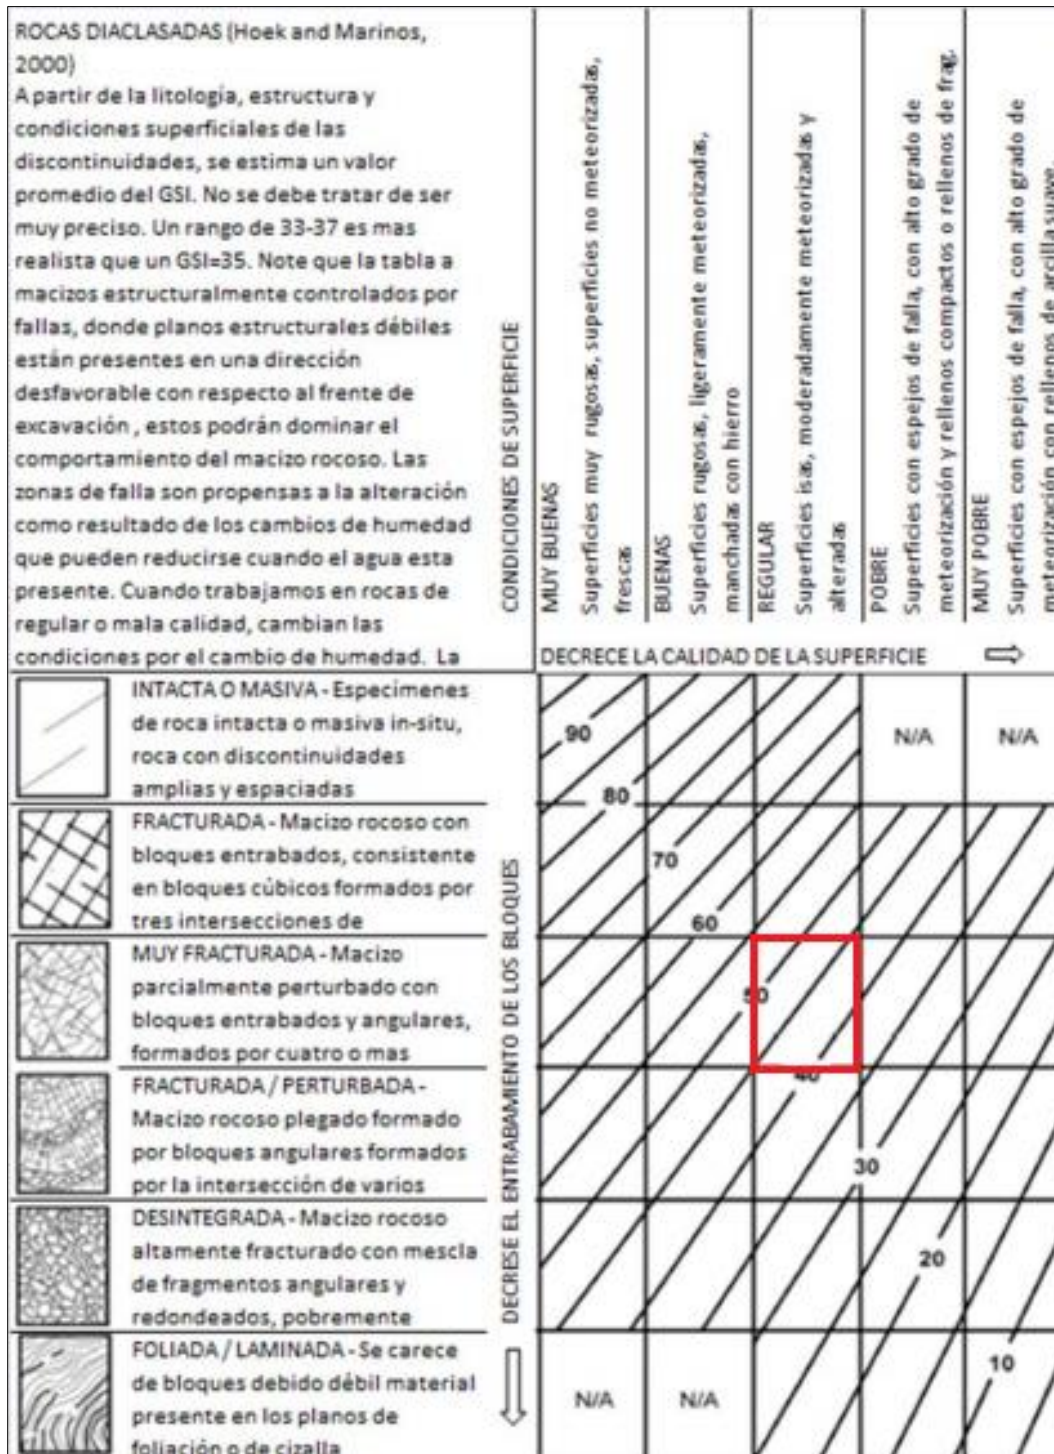 ROCAS DIACLASADAS (Hoek and Marinos,
2000)
A partir de la litología, estructura y
condiciones superficiales de las
discontinuidades, se estima un valor
promedio del GSI. No se debe tratar de ser
muy preciso. Un rango de 33-37 es mas
realista que un GSI=35. Note que la tabla a
macizos estructuralmente controlados por
fallas, donde planos estructurales débiles
están presentes en una dirección
desfavorable con respecto al frente de
excavación , estos podrán dominar el
comportamiento del macizo rocoso. Las
zonas de falla son propensas a la alteración
como resultado de los cambios de humedad
que pueden reducirse cuando el agua esta
presente. Cuando trabajamos en rocas de
regular o mala calidad, cambian las
condiciones por el cambio de humedad. La
CONDICIONES DE SUPERFICIE
MUY BUENAS
Superficies muy rugosas, superficies no meteorizadas,
frescas
BUENAS
Superficies rugosas, ligeramente meteorizadas,
manchadas con hierro
REGULAR
Superficies isas, moderadamente meteorizadas y
alteradas
POBRE
Superficies con espejos de falla, con alto grado de
meteorización y rellenos compactos o rellenos de frag.
MUY POBRE
Superficies con espejos de falla, con alto grado de
meteorización con rellenos de arcilla suave.
DECRECE LA CALIDAD DE LA SUPERFICIE
DECRESE EL ENTRABAMIENTO DE LOS BLOQUES
INTACTA O MASIVA - Especimenes
de roca intacta o masiva in-situ,
roca con discontinuidades
amplias y espaciadas
90
N/A
N/A
80
FRACTURADA - Macizo rocoso con
bloques entrabados, consistente
en bloques cúbicos formados por
tres intersecciones de
70
60
MUY FRACTURADA - Macizo
parcialmente perturbado con
bloques entrabados y angulares,
formados por cuatro o mas
50
40
FRACTURADA / PERTURBADA -
Macizo rocoso plegado formado
por bloques angulares formados
por la intersección de varios
30
DESINTEGRADA - Macizo rocoso
altamente fracturado con mescla
de fragmentos angulares y
redondeados, pobremente
20
FOLIADA / LAMINADA - Se carece
de bloques debido débil material
presente en los planos de
foliación o de cizalla
N/A
N/A
10